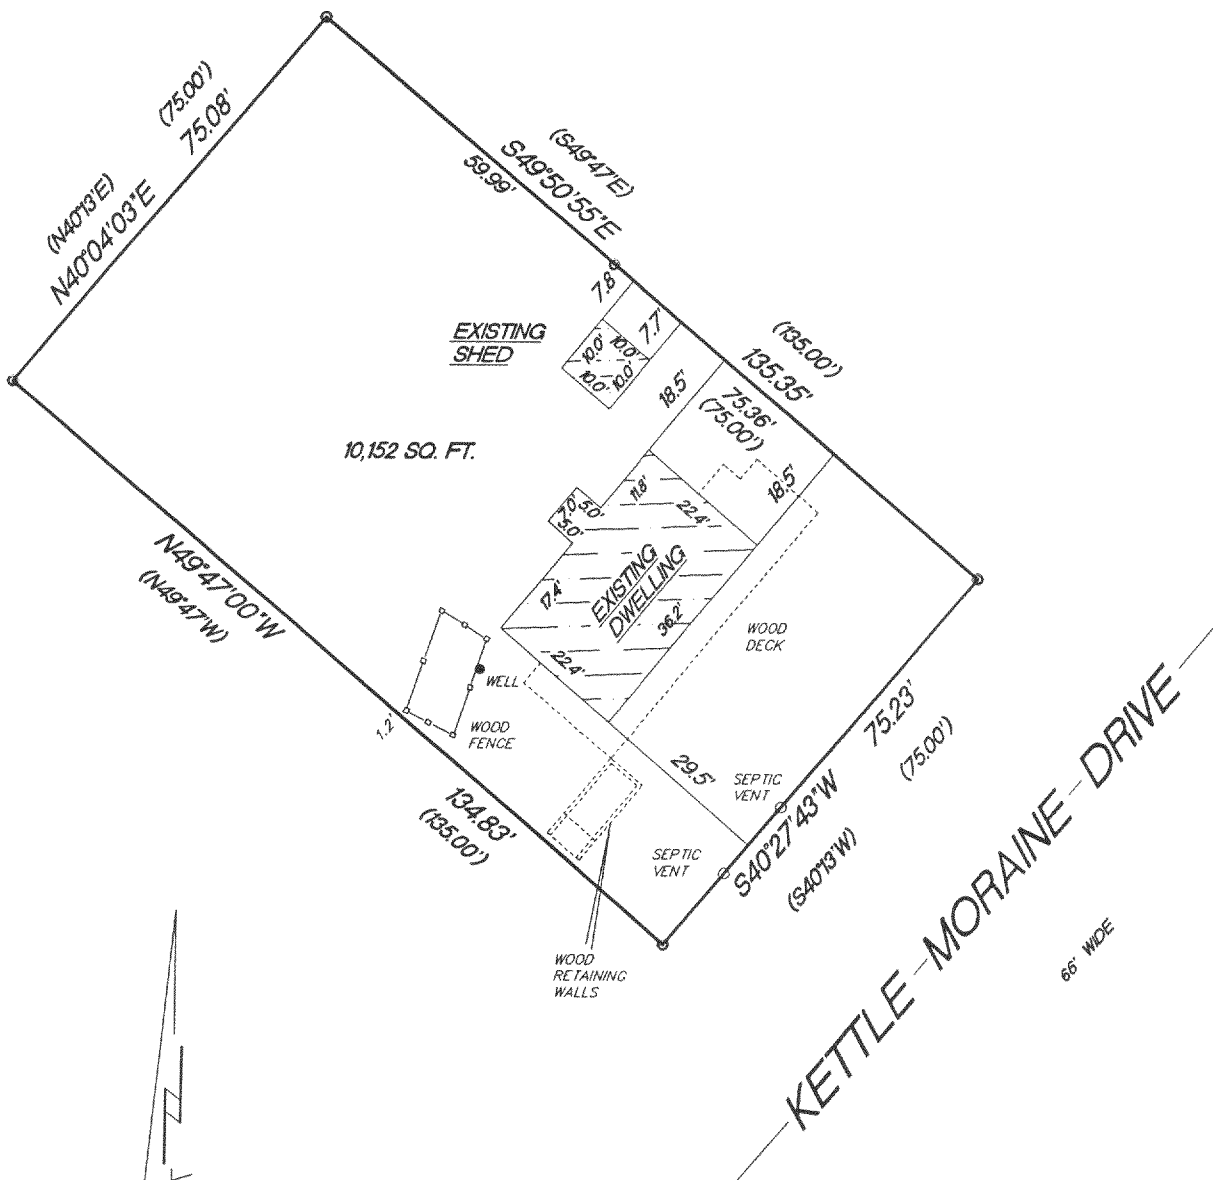 (75.00')
75.08'
(N40°13'E)
N40°04'03"E
(S49°47'E)
S49°50'55"E
59.99'
7.8'
7.7'
EXISTING
SHED
10.0'
10.0'
10.0'
10.0'
(135.00')
135.35'
75.36'
(75.00')
18.5'
18.5'
10,152 SQ. FT.
11.8'
22.4'
7.0'
5.0'
5.0'
17.4'
EXISTING
DWELLING
36.2'
22.4'
WOOD
DECK
N49°47'00"W
(N49°47'W)
WELL
1.2'
WOOD
FENCE
134.83'
(135.00')
29.5'
SEPTIC
VENT
SEPTIC
VENT
75.23'
(75.00')
S40°27'43"W
(S40°13'W)
WOOD
RETAINING
WALLS
KETTLE MORAINE DRIVE
66' WIDE
N